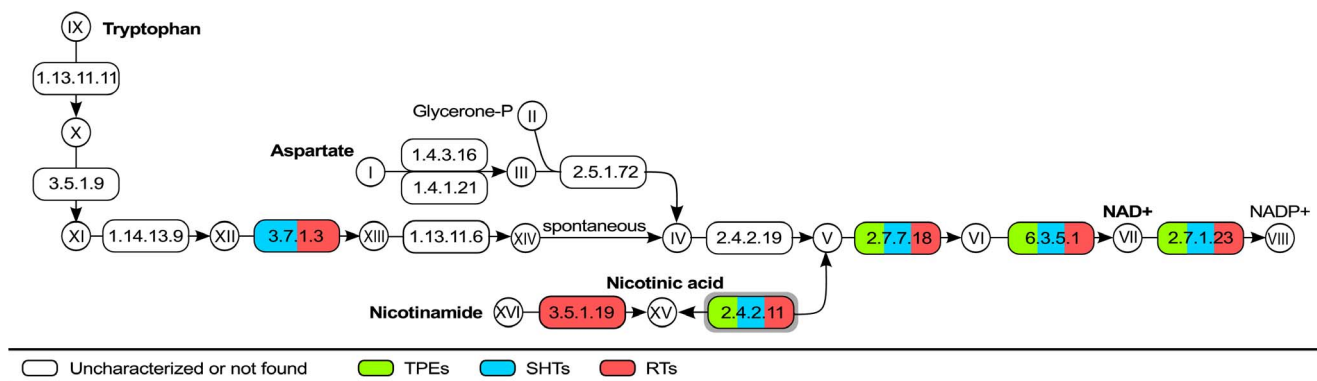 IX Tryptophan
1.13.11.11
X
Glycerone-P II
Aspartate
1.4.3.16
I III 2.5.1.72
1.4.1.21
3.5.1.9
XI 1.14.13.9 XII 3.7.1.3 XIII 1.13.11.6 XIV spontaneous IV 2.4.2.19 V 2.7.7.18 VI 6.3.5.1 NAD+ VII 2.7.1.23 NADP+ VIII
Nicotinic acid
Nicotinamide XVI 3.5.1.19 XV 2.4.2.11
Uncharacterized or not found TPEs SHTs RTs